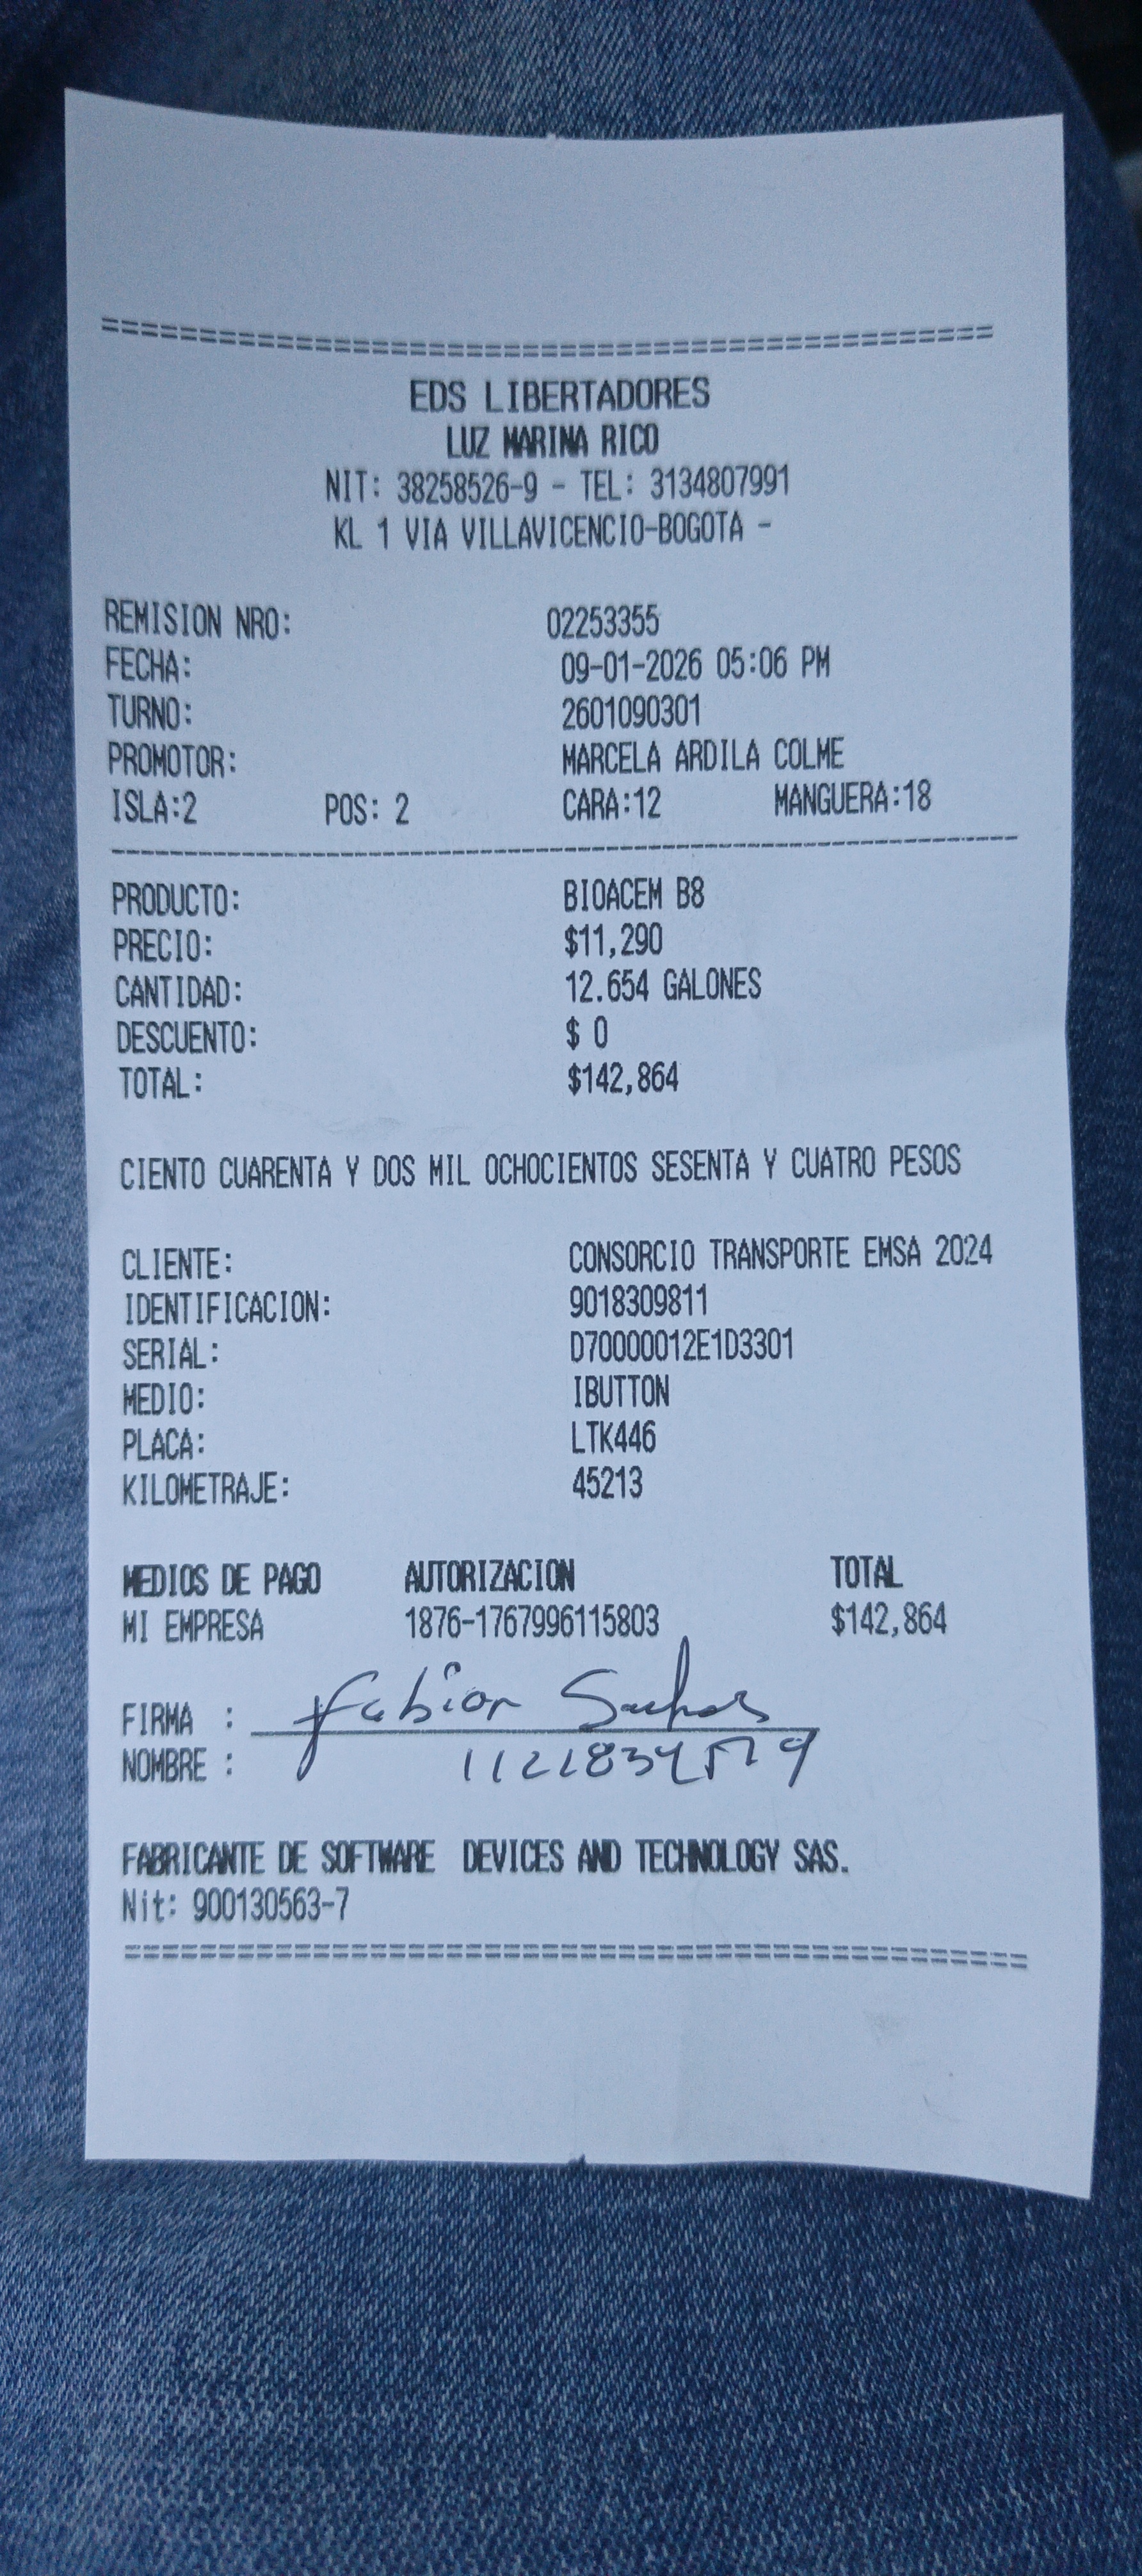 ==================================================
EDS LIBERTADORES
LUZ MARINA RICO
NIT: 38258526-9 - TEL: 3134807991
KL 1 VIA VILLAVICENCIO-BOGOTA -
REMISION NRO: 02253355
FECHA: 09-01-2026 05:06 PM
TURNO: 2601090301
PROMOTOR: MARCELA ARDILA COLME
ISLA:2 POS: 2 CARA:12 MANGUERA:18
--------------------------------------------------
PRODUCTO: BIOACEM B8
PRECIO: $11,290
CANTIDAD: 12.654 GALONES
DESCUENTO: $ 0
TOTAL: $142,864
CIENTO CUARENTA Y DOS MIL OCHOCIENTOS SESENTA Y CUATRO PESOS
CLIENTE: CONSORCIO TRANSPORTE EMSA 2024
IDENTIFICACION: 9018309811
SERIAL: D70000012E1D3301
MEDIO: IBUTTON
PLACA: LTK446
KILOMETRAJE: 45213
MEDIOS DE PAGO AUTORIZACION TOTAL
MI EMPRESA 1876-1767996115803 $142,864
FIRMA : Fabian
NOMBRE :
FABRICANTE DE SOFTWARE DEVICES AND TECHNOLOGY SAS.
Nit: 900130563-7
==================================================